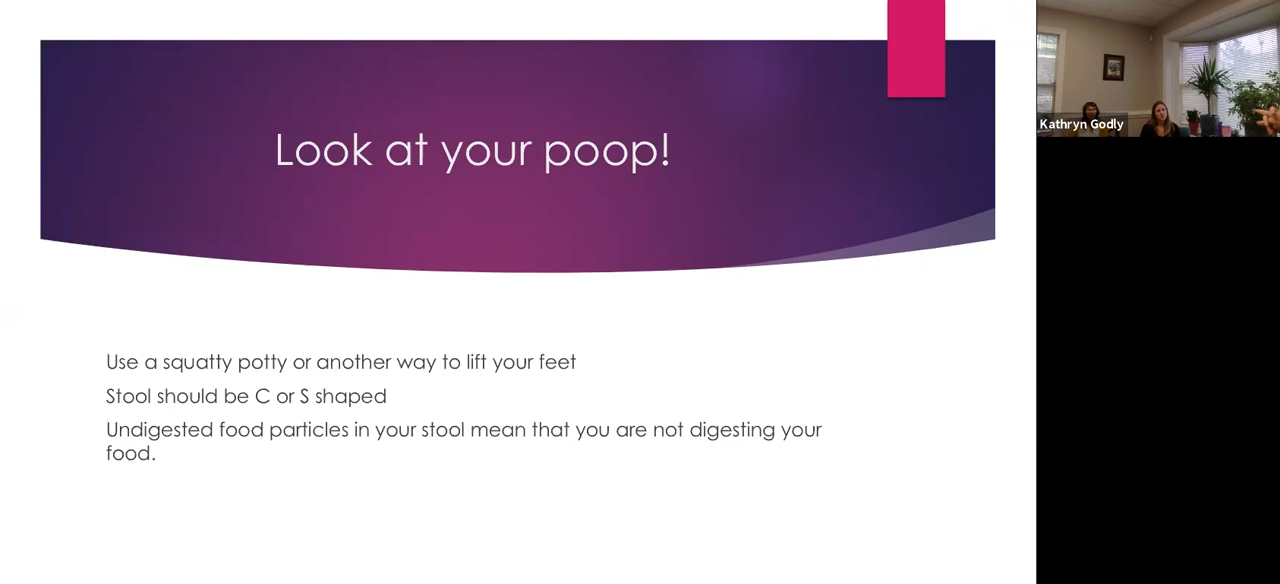 Look at your poop!
Kathryn Godly
Use a squatty potty or another way to lift your feet
Stool should be C or S shaped
Undigested food particles in your stool mean that you are not digesting your
food.